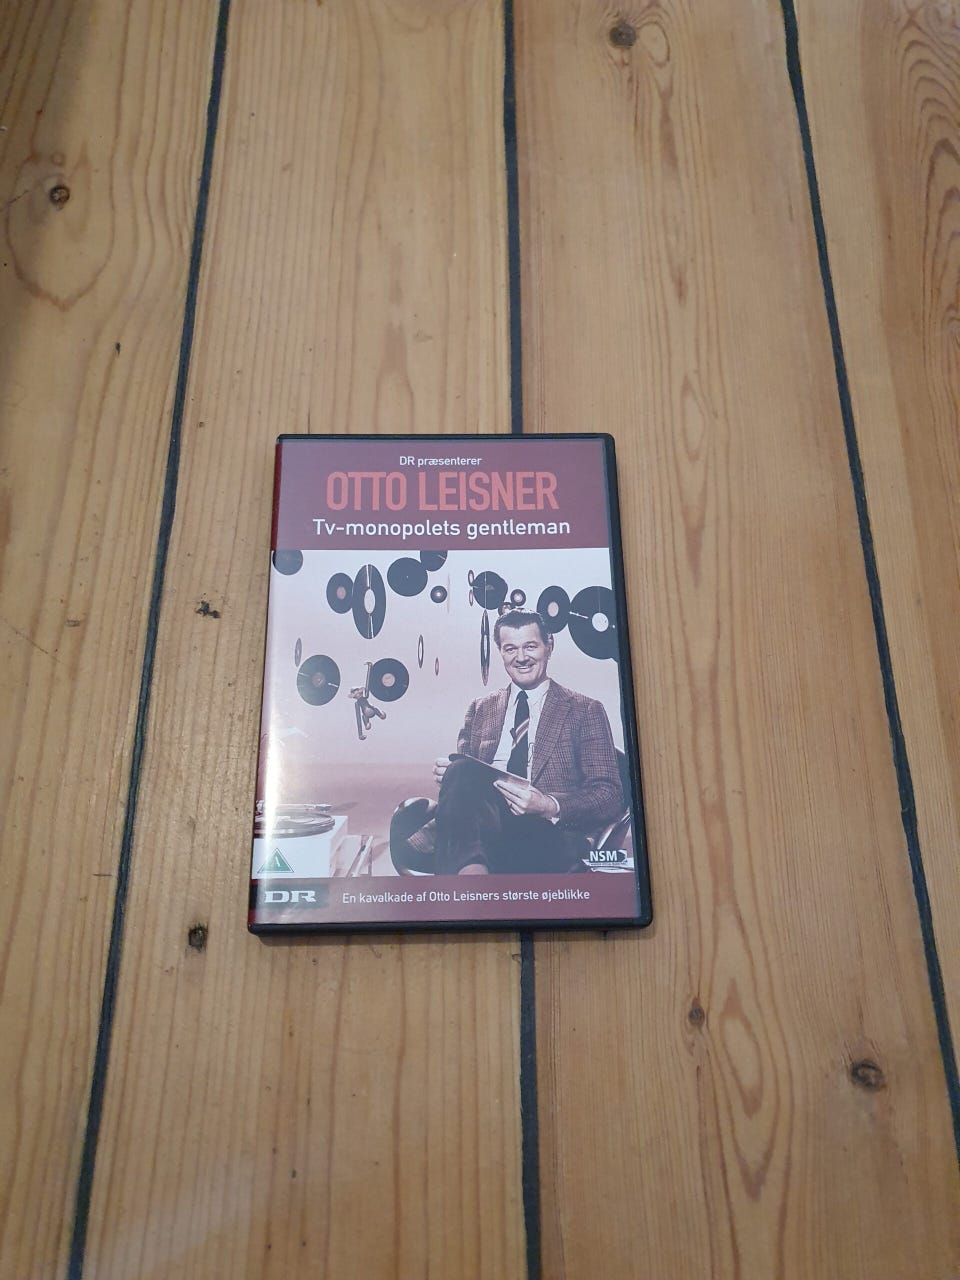 DR præsenterer
OTTO LEISNER
Tv-monopolets gentleman
A
NSM
DR
En kavalkade af Otto Leisners største øjeblikke